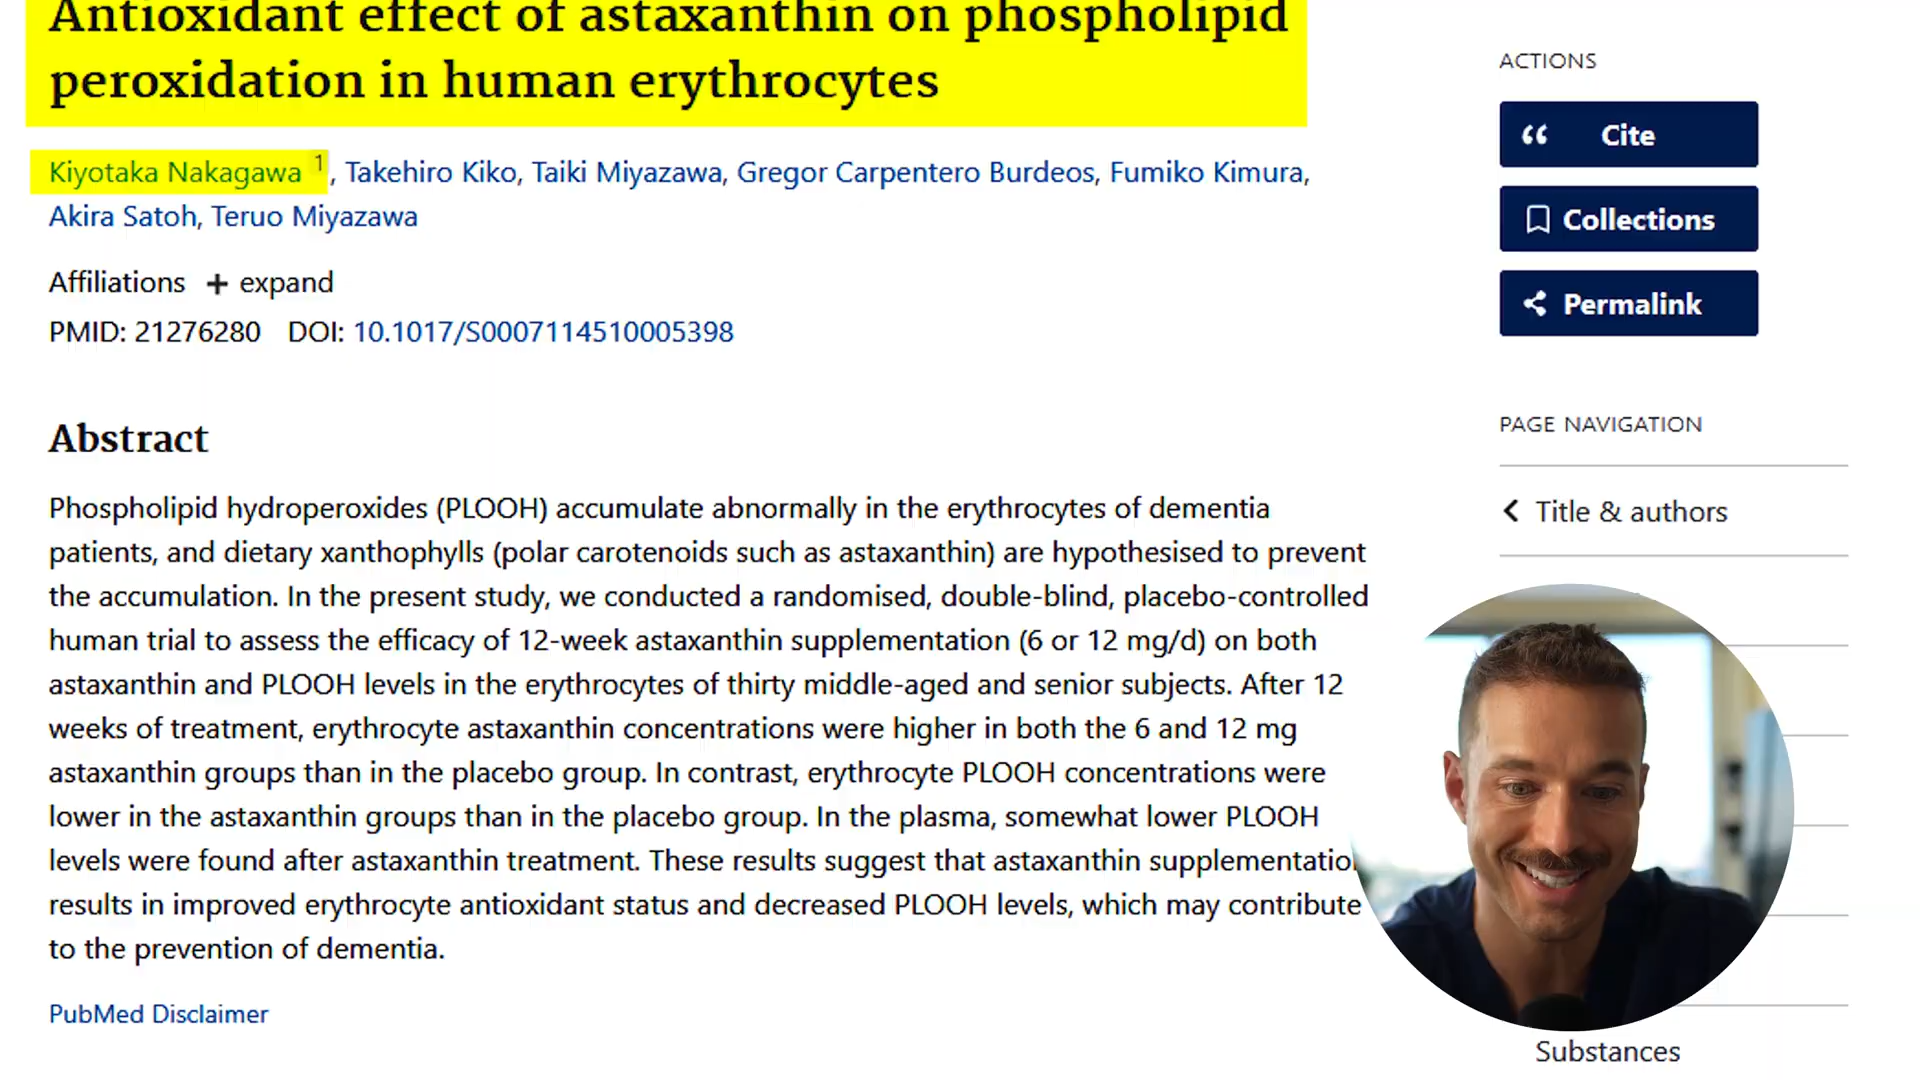 Antioxidant effect of astaxanthin on phospholipid
peroxidation in human erythrocytes
Kiyotaka Nakagawa 1, Takehiro Kiko, Taiki Miyazawa, Gregor Carpentero Burdeos, Fumiko Kimura,
Akira Satoh, Teruo Miyazawa
Affiliations + expand
PMID: 21276280 DOI: 10.1017/S0007114510005398
Abstract
Phospholipid hydroperoxides (PLOOH) accumulate abnormally in the erythrocytes of dementia
patients, and dietary xanthophylls (polar carotenoids such as astaxanthin) are hypothesised to prevent
the accumulation. In the present study, we conducted a randomised, double-blind, placebo-controlled
human trial to assess the efficacy of 12-week astaxanthin supplementation (6 or 12 mg/d) on both
astaxanthin and PLOOH levels in the erythrocytes of thirty middle-aged and senior subjects. After 12
weeks of treatment, erythrocyte astaxanthin concentrations were higher in both the 6 and 12 mg
astaxanthin groups than in the placebo group. In contrast, erythrocyte PLOOH concentrations were
lower in the astaxanthin groups than in the placebo group. In the plasma, somewhat lower PLOOH
levels were found after astaxanthin treatment. These results suggest that astaxanthin supplementatio
results in improved erythrocyte antioxidant status and decreased PLOOH levels, which may contribute
to the prevention of dementia.
PubMed Disclaimer
ACTIONS
Cite
Collections
Permalink
PAGE NAVIGATION
Title & authors
Substances